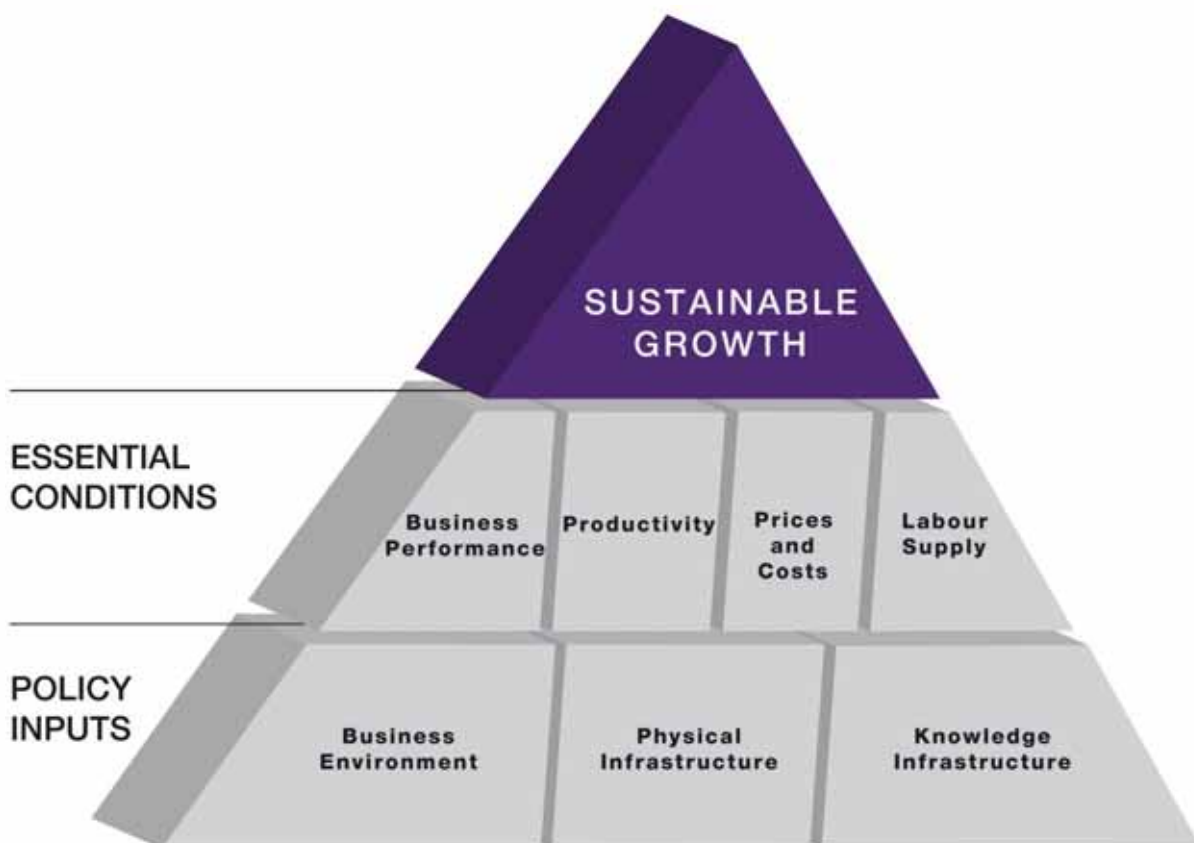 SUSTAINABLE
GROWTH
ESSENTIAL
CONDITIONS
Business
Performance
Productivity
Prices
and
Costs
Labour
Supply
POLICY
INPUTS
Business
Environment
Physical
Infrastructure
Knowledge
Infrastructure